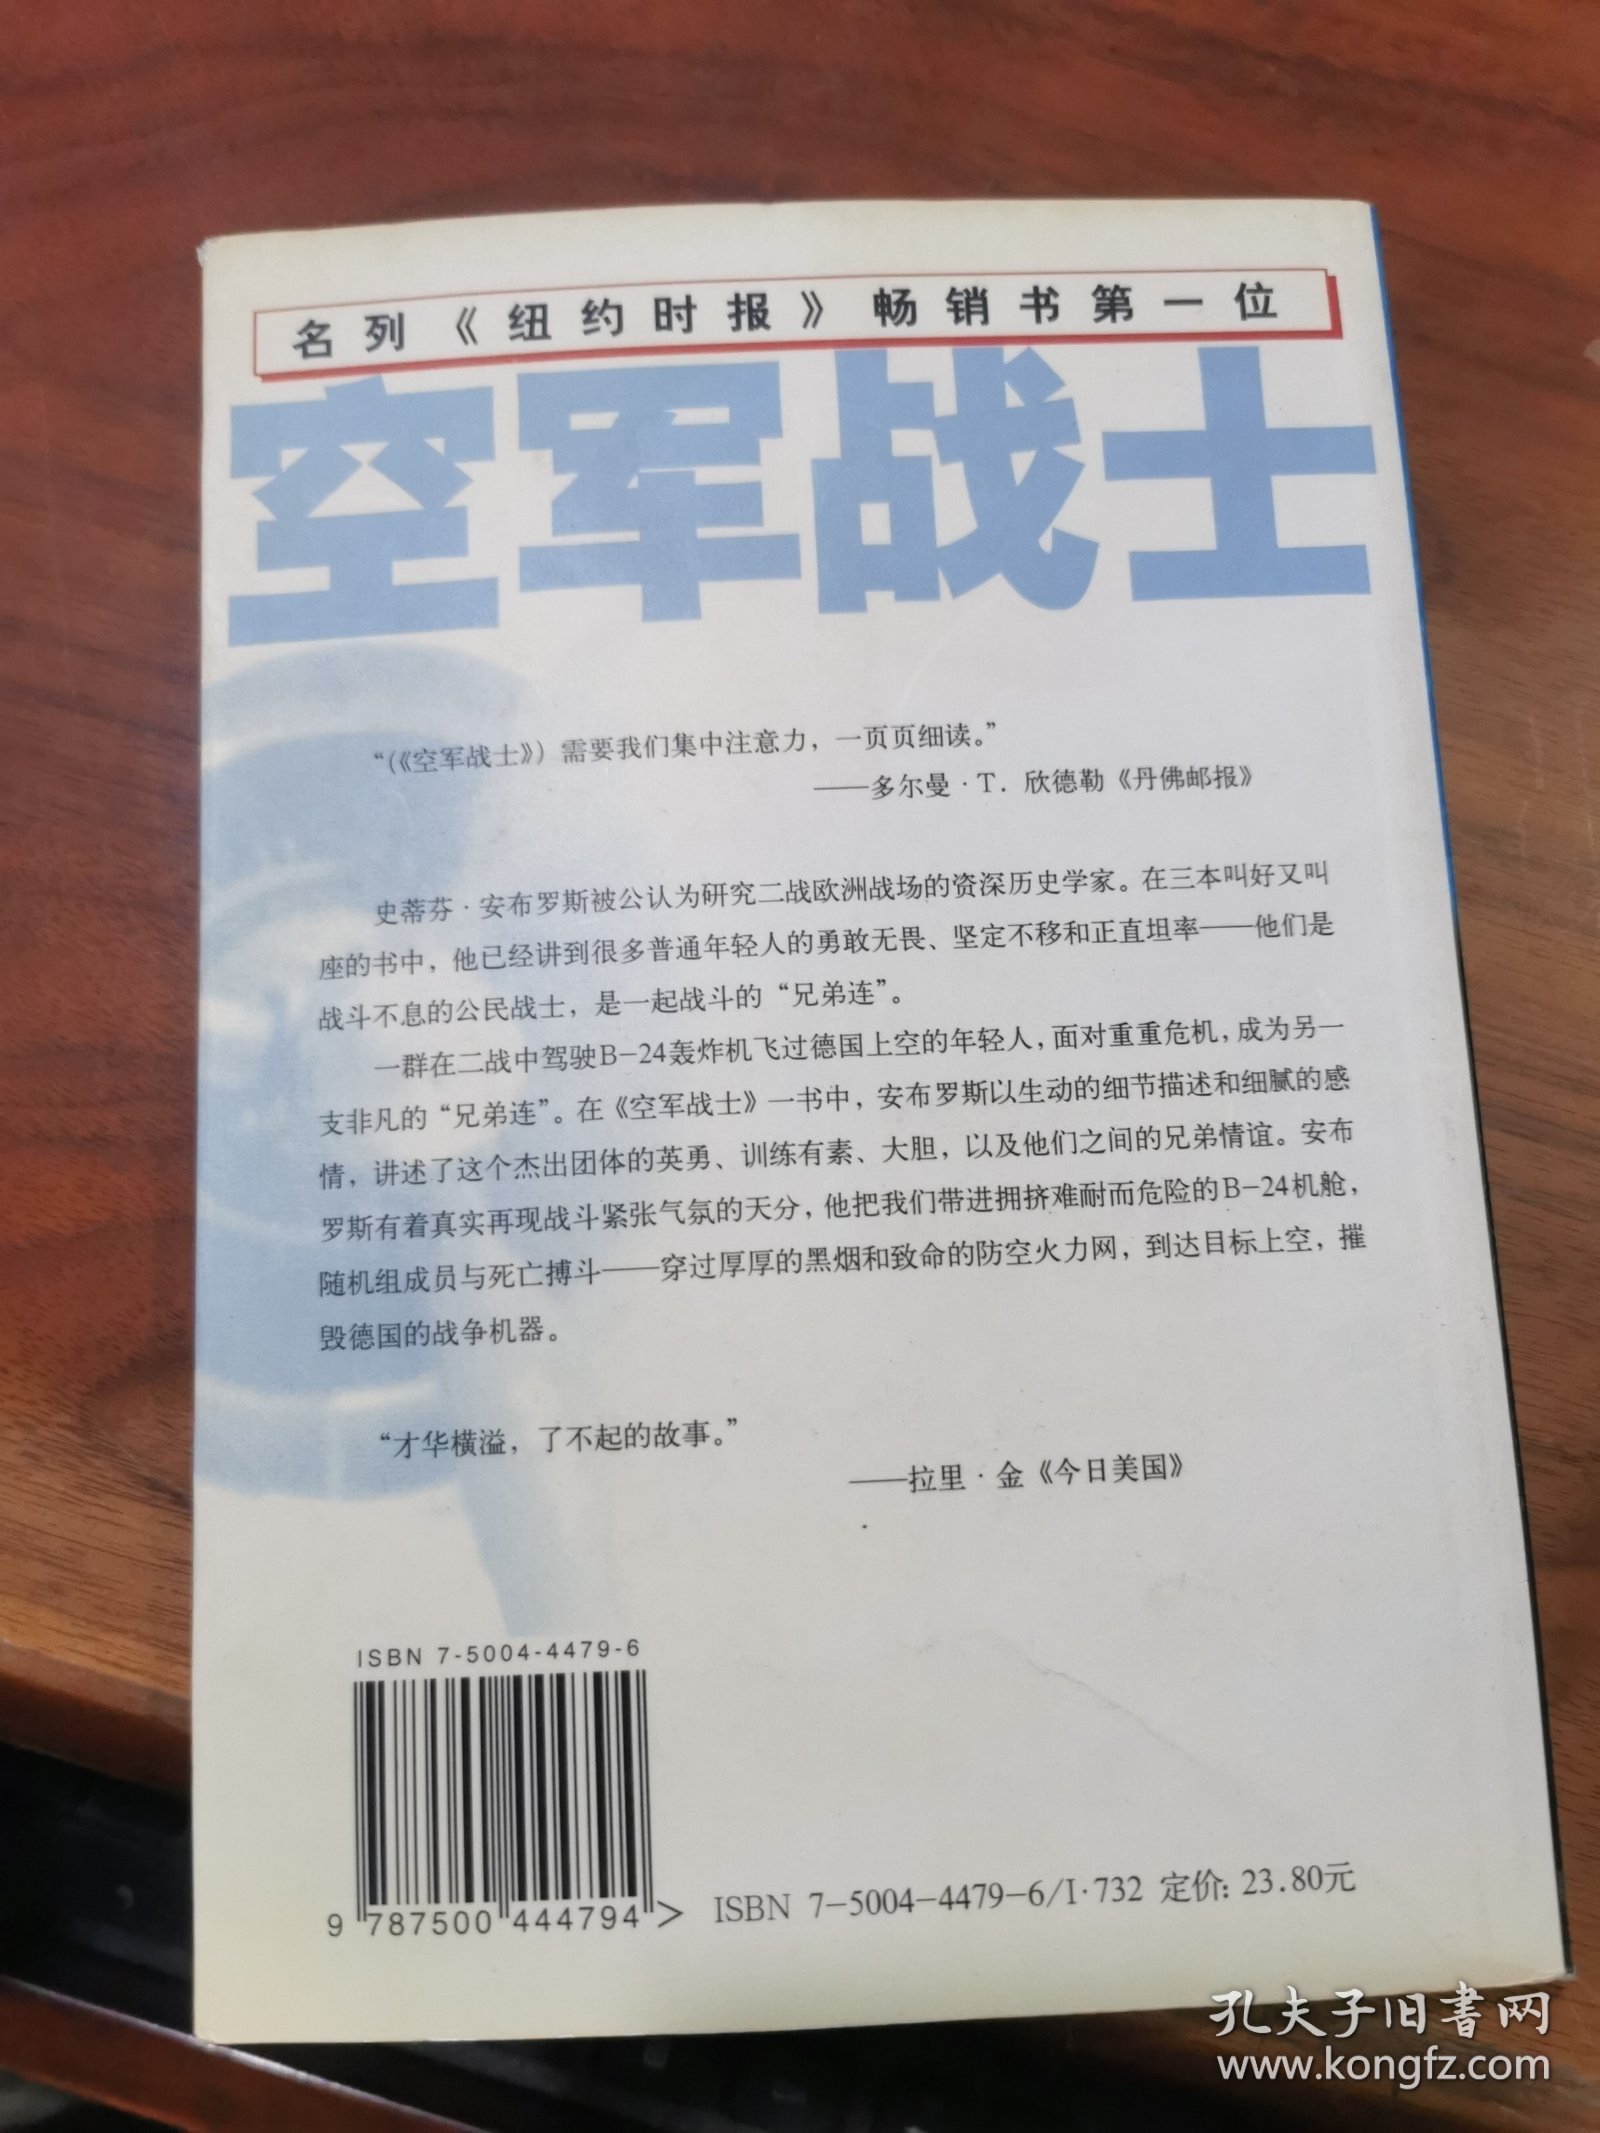 名列《纽约时报》畅销书第一位
空军战士
“(《空军战士》）需要我们集中注意力，一页页细读。”
——多尔曼·T．欣德勒《丹佛邮报》
史蒂芬·安布罗斯被公认为研究二战欧洲战场的资深历史学家。在三本叫好又叫
座的书中，他已经讲到很多普通年轻人的勇敢无畏、坚定不移和正直坦率——他们是
战斗不息的公民战士，是一起战斗的“兄弟连”。
一群在二战中驾驶B-24轰炸机飞过德国上空的年轻人，面对重重危机，成为另一
支非凡的“兄弟连”。在《空军战士》一书中，安布罗斯以生动的细节描述和细腻的感
情，讲述了这个杰出团体的英勇、训练有素、大胆，以及他们之间的兄弟情谊。安布
罗斯有着真实再现战斗紧张气氛的天分，他把我们带进拥挤难耐而危险的B-24机舱，
随机组成员与死亡搏斗——穿过厚厚的黑烟和致命的防空火力网，到达目标上空，摧
毁德国的战争机器。
“才华横溢，了不起的故事。”
——拉里·金《今日美国》
ISBN 7-5004-4479-6
9 787500 444794 >
ISBN 7-5004-4479-6/I·732 定价: 23.80元
孔夫子旧书网
www.kongfz.com